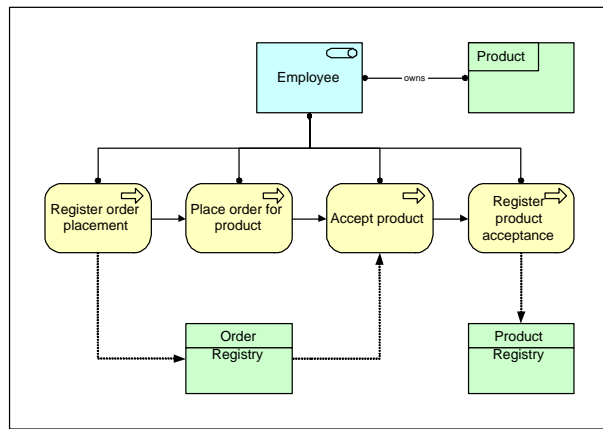 Employee
owns
Product
Register order
placement
Place order for
product
Accept product
Register
product
acceptance
Order
Registry
Product
Registry